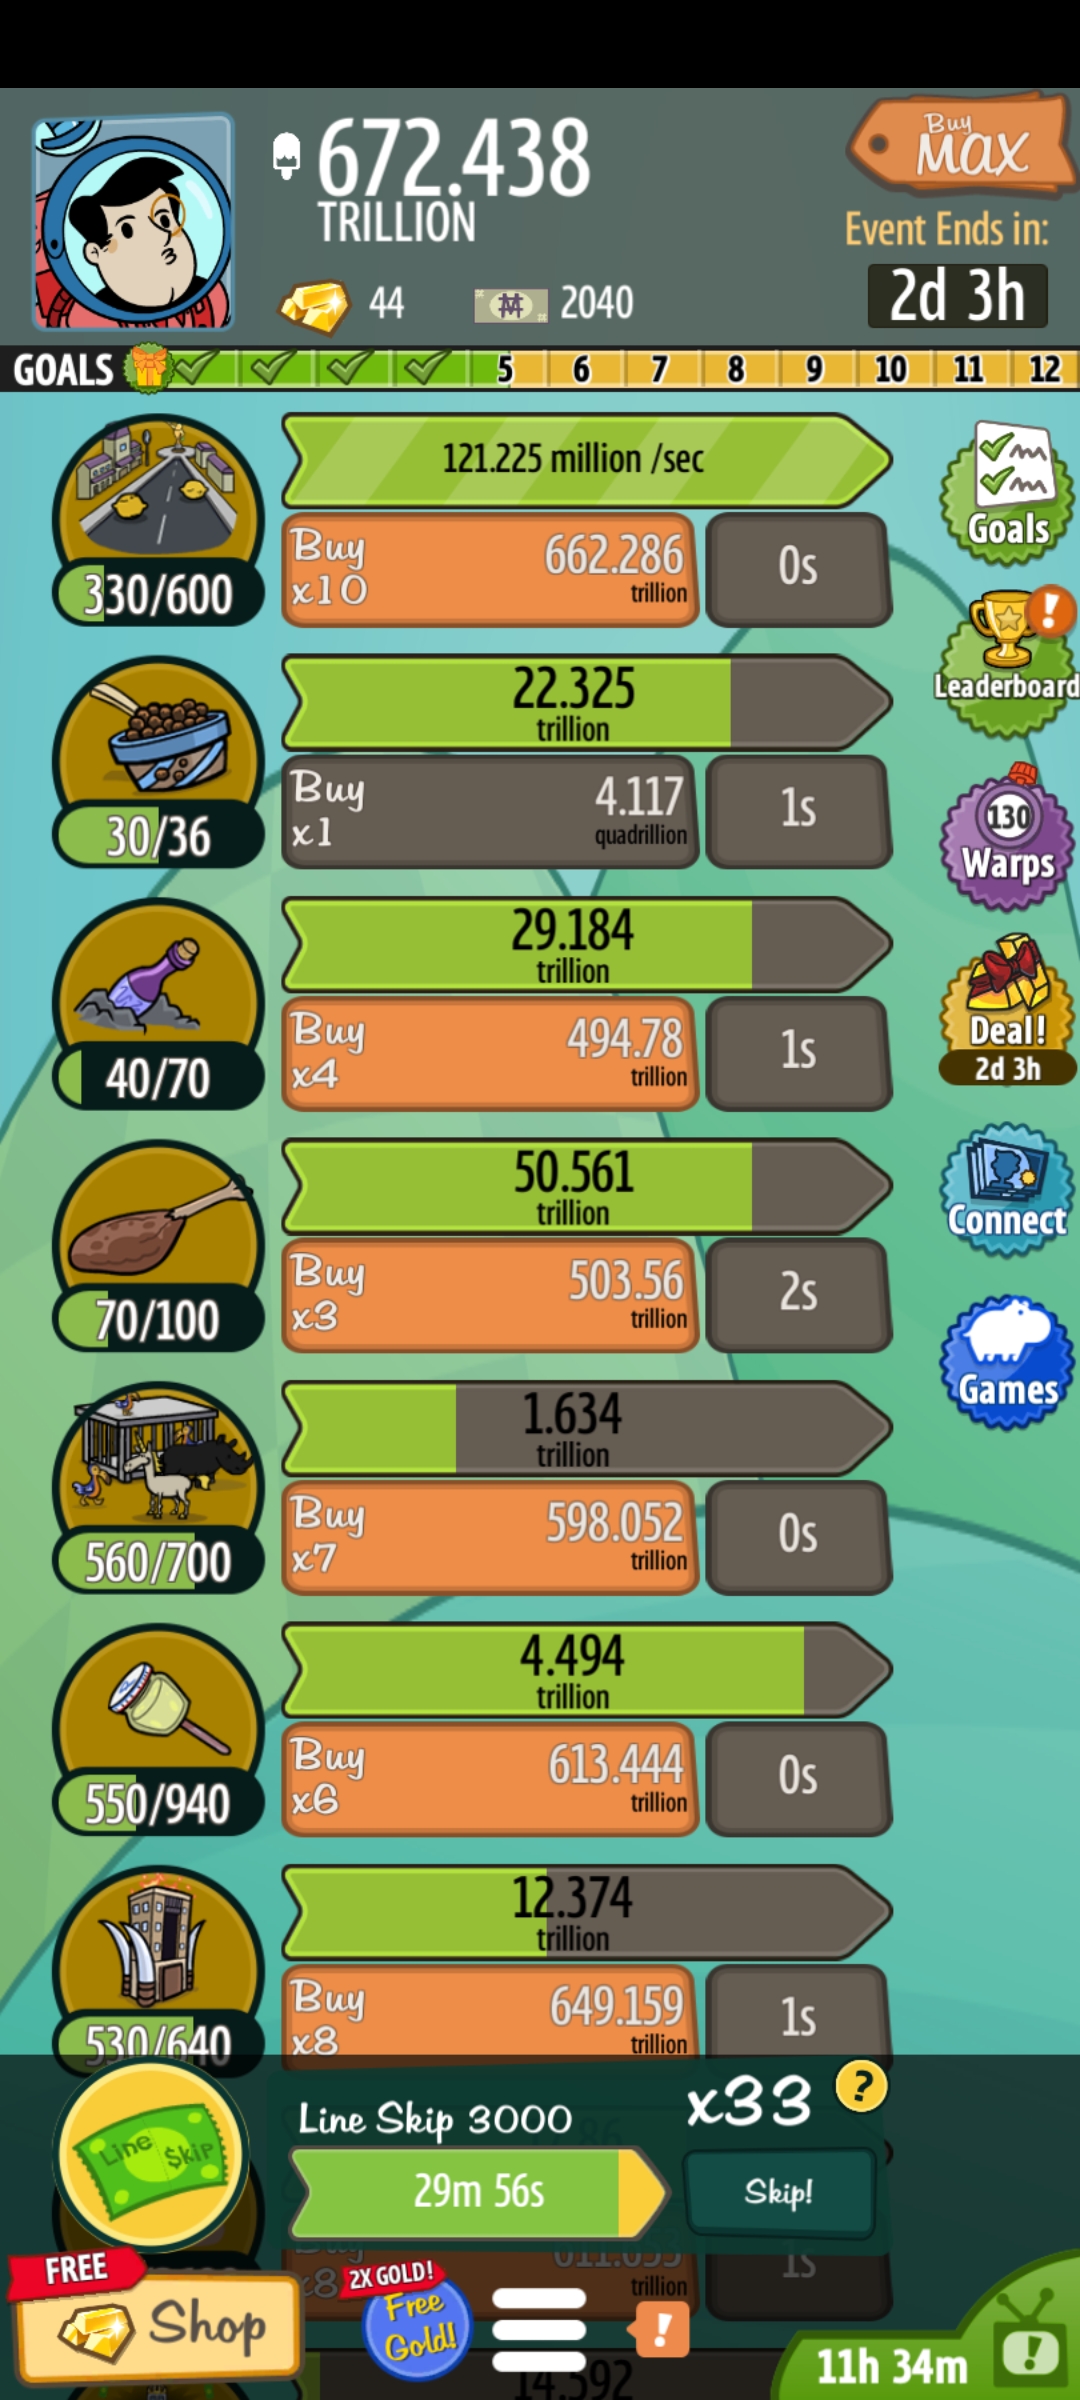 672.438
TRILLION
Buy
MAX
Event Ends in:
2d 3h
44
2040
GOALS
5 6 7 8 9 10 11 12
121.225 million /sec
Buy
x10
662.286
trillion
0s
330/600
Goals
22.325
trillion
Buy
x1
4.117
quadrillion
1s
30/36
!
Leaderboard
29.184
trillion
Buy
x4
494.78
trillion
1s
40/70
130
Warps
50.561
trillion
Buy
x3
503.56
trillion
2s
70/100
Deal!
2d 3h
1.634
trillion
Buy
x7
598.052
trillion
0s
560/700
Connect
4.494
trillion
Buy
x6
613.444
trillion
0s
550/940
Games
12.374
trillion
Buy
x8
649.159
trillion
1s
530/640
Line Skip
Line Skip 3000
x33
?
29m 56s
Skip!
Buy
x8
611.053
trillion
1s
FREE
Shop
2X GOLD!
Free
Gold!
!
14.592
11h 34m
!